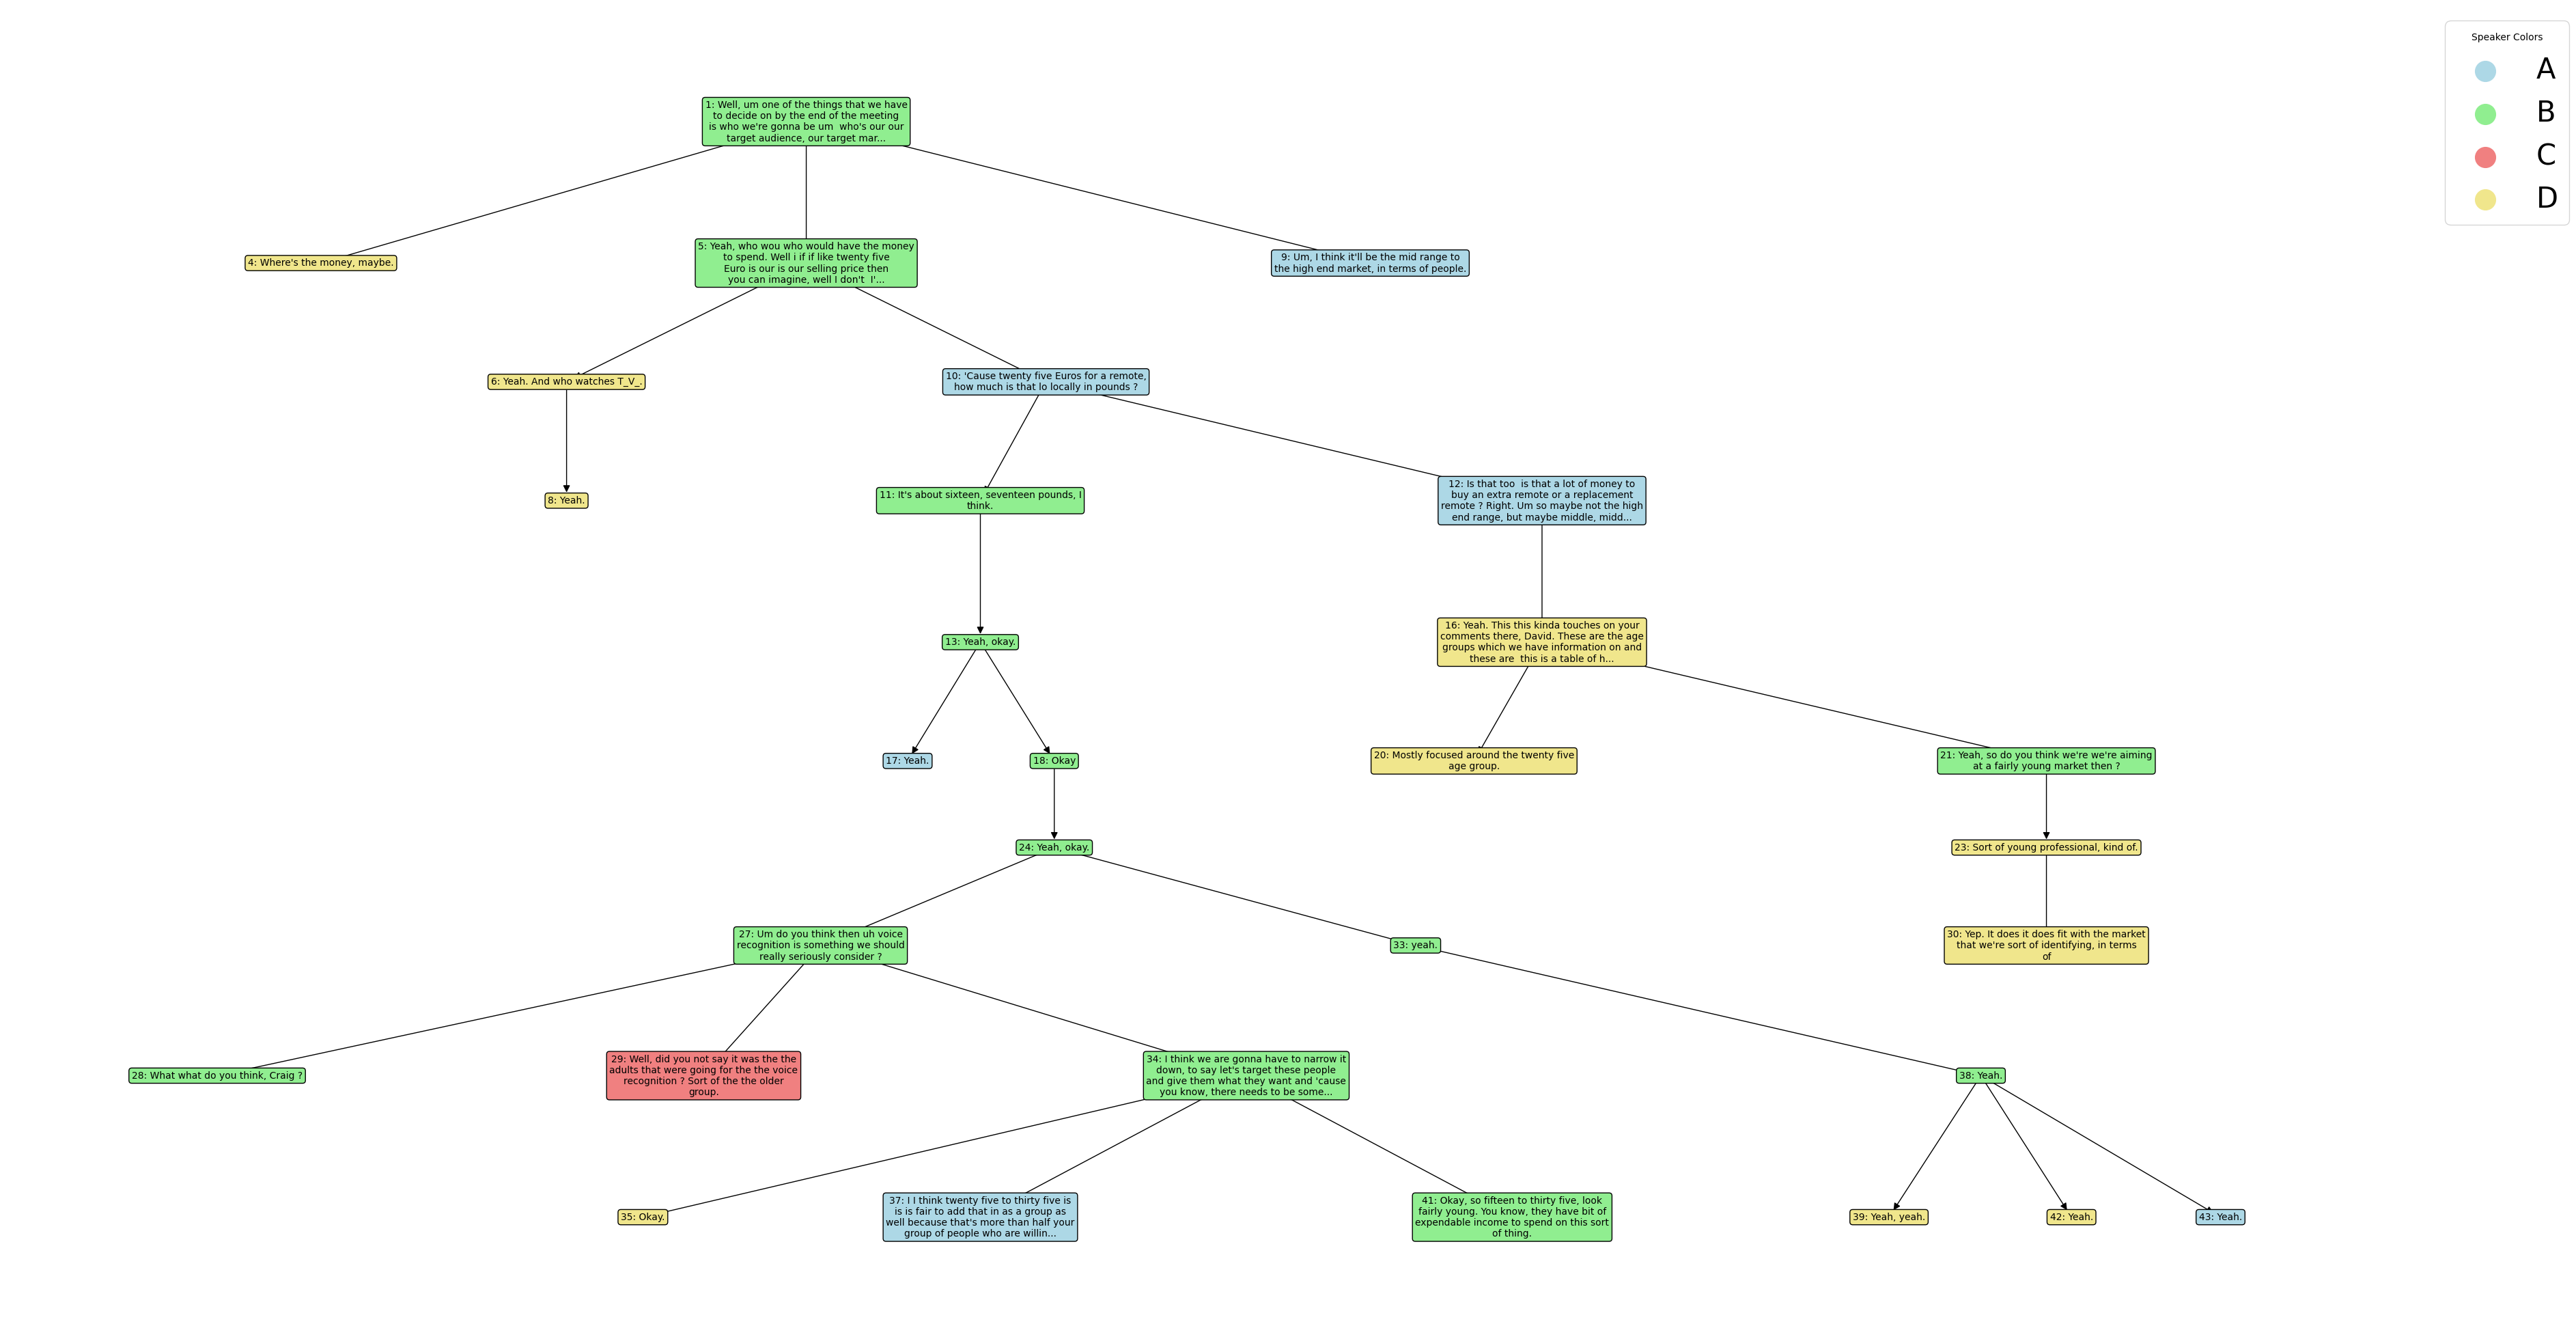 Speaker Colors
A
B
C
D
1: Well, um one of the things that we have
to decide on by the end of the meeting
is who we're gonna be um  who's our our
target audience, our target mar...
4: Where's the money, maybe.
5: Yeah, who wou who would have the money
to spend. Well i if if like twenty five
Euro is our is our selling price then
you can imagine, well I don't  I'...
9: Um, I think it'll be the mid range to
the high end market, in terms of people.
6: Yeah. And who watches T_V_.
10: 'Cause twenty five Euros for a remote,
how much is that lo locally in pounds ?
8: Yeah.
11: It's about sixteen, seventeen pounds, I
think.
12: Is that too  is that a lot of money to
buy an extra remote or a replacement
remote ? Right. Um so maybe not the high
end range, but maybe middle, midd...
13: Yeah, okay.
16: Yeah. This this kinda touches on your
comments there, David. These are the age
groups which we have information on and
these are  this is a table of h...
17: Yeah.
18: Okay
20: Mostly focused around the twenty five
age group.
21: Yeah, so do you think we're we're aiming
at a fairly young market then ?
24: Yeah, okay.
23: Sort of young professional, kind of.
27: Um do you think then uh voice
recognition is something we should
really seriously consider ?
33: yeah.
30: Yep. It does it does fit with the market
that we're sort of identifying, in terms
of
28: What what do you think, Craig ?
29: Well, did you not say it was the the
adults that were going for the the voice
recognition ? Sort of the the older
group.
34: I think we are gonna have to narrow it
down, to say let's target these people
and give them what they want and 'cause
you know, there needs to be some...
38: Yeah.
35: Okay.
37: I I think twenty five to thirty five is
is is fair to add that in as a group as
well because that's more than half your
group of people who are willin...
41: Okay, so fifteen to thirty five, look
fairly young. You know, they have bit of
expendable income to spend on this sort
of thing.
39: Yeah, yeah.
42: Yeah.
43: Yeah.